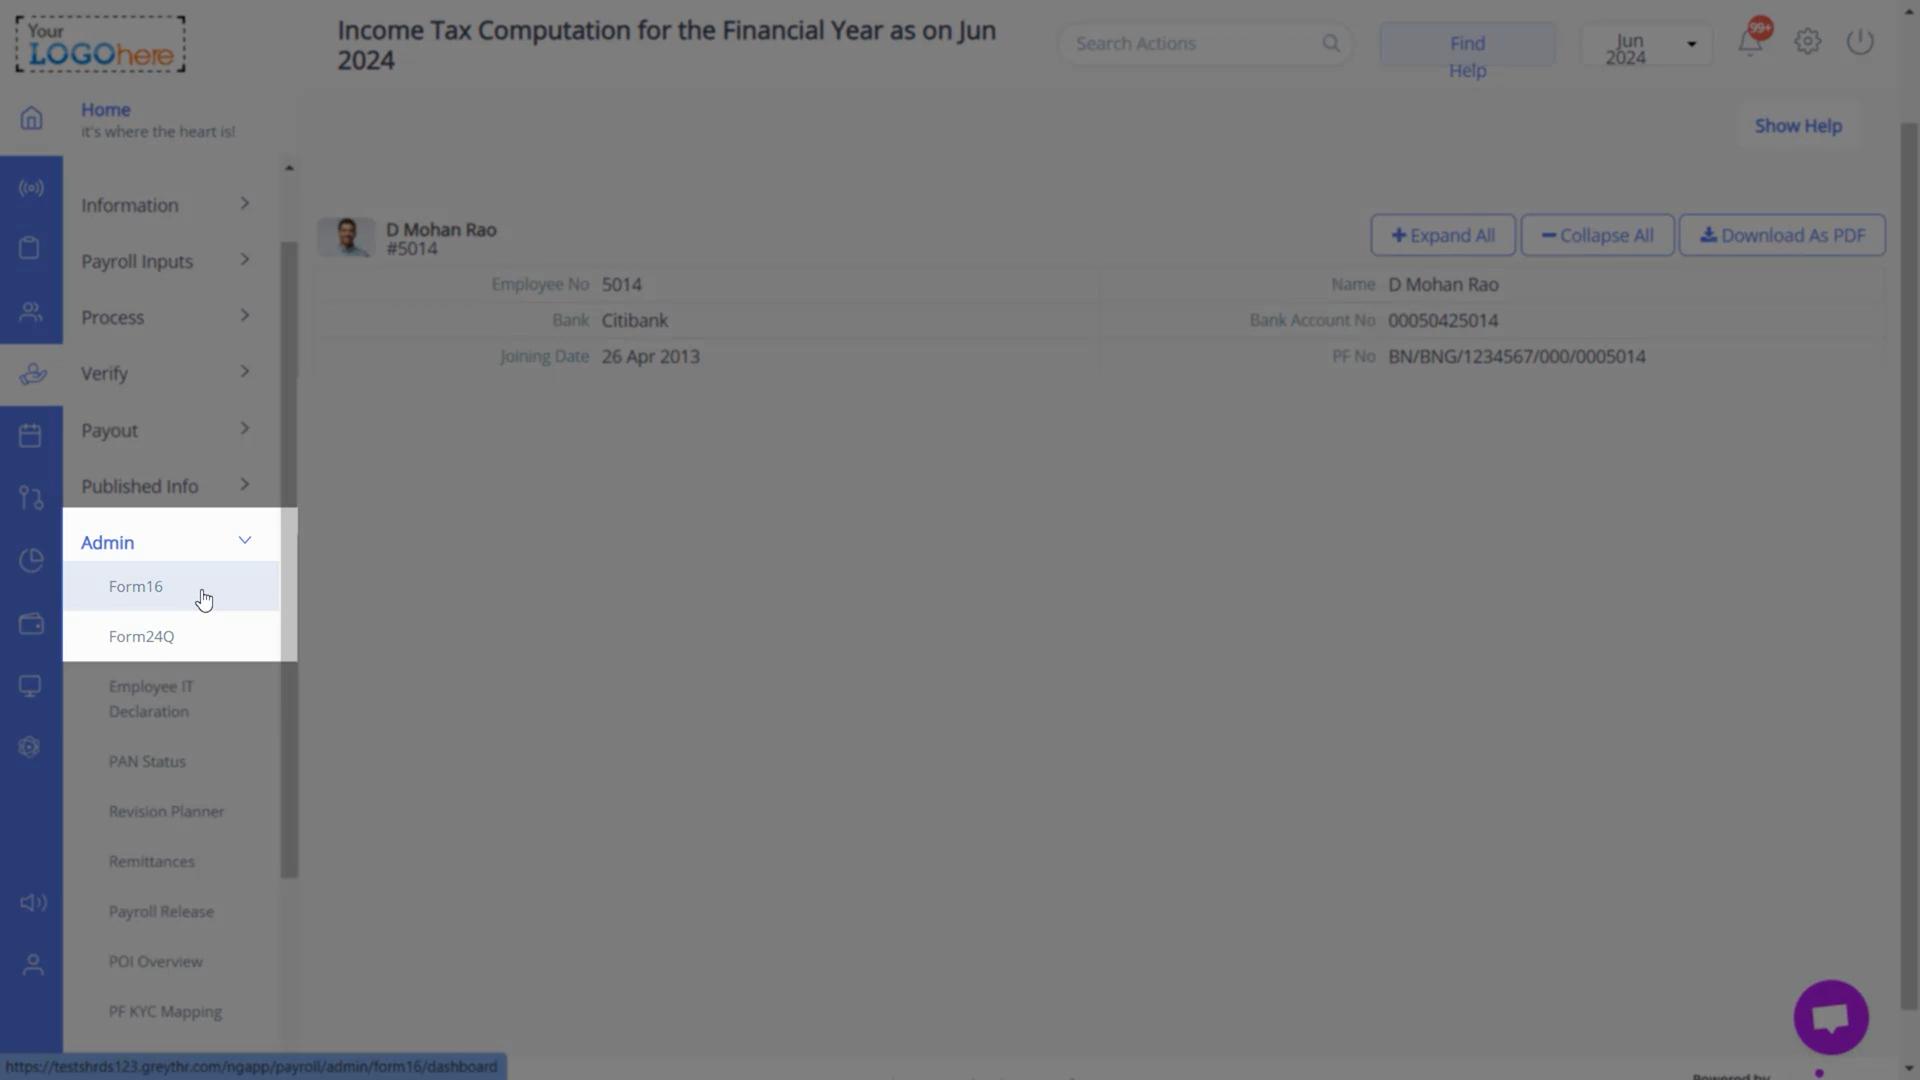 Your
LOGOhere
Income Tax Computation for the Financial Year as on Jun
2024
Search Actions
Find
Help
Jun
2024
99+
Home
it's where the heart is!
Show Help
Information
Payroll Inputs
Process
Verify
Payout
Published Info
Admin
Form16
Form24Q
Employee IT
Declaration
PAN Status
Revision Planner
Remittances
Payroll Release
POI Overview
PF KYC Mapping
D Mohan Rao
#5014
Expand All
Collapse All
Download As PDF
Employee No 5014
Name D Mohan Rao
Bank Citibank
Bank Account No 00050425014
Joining Date 26 Apr 2013
PF No BN/BNG/1234567/000/0005014
https://testshrds123.greythr.com/ngapp/payroll/admin/form16/dashboard
Powered by